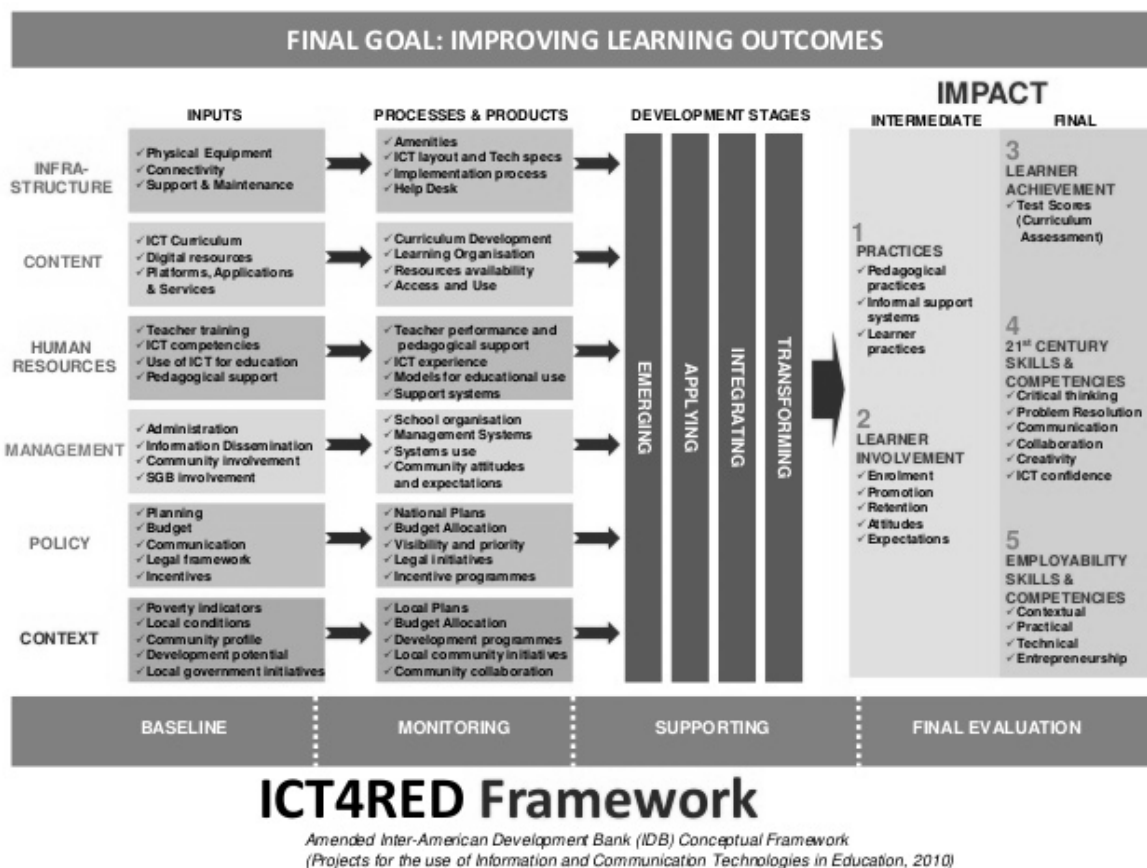 FINAL GOAL: IMPROVING LEARNING OUTCOMES
IMPACT
INPUTS
PROCESSES & PRODUCTS
DEVELOPMENT STAGES
INTERMEDIATE
FINAL
INFRA-
STRUCTURE
✓Physical Equipment
✓Connectivity
✓Support & Maintenance
✓Amenities
✓ICT layout and Tech specs
✓Implementation process
✓Help Desk
CONTENT
✓ICT Curriculum
✓Digital resources
✓Platforms, Applications
& Services
✓Curriculum Development
✓Learning Organisation
✓Resources availability
✓Access and Use
HUMAN
RESOURCES
✓Teacher training
✓ICT competencies
✓Use of ICT for education
✓Pedagogical support
✓Teacher performance and
pedagogical support
✓ICT experience
✓Models for educational use
✓Support systems
MANAGEMENT
✓Administration
✓Information Dissemination
✓Community involvement
✓SGB involvement
✓School organisation
✓Management Systems
✓Systems use
✓Community attitudes
and expectations
POLICY
✓Planning
✓Budget
✓Communication
✓Legal framework
✓Incentives
✓National Plans
✓Budget Allocation
✓Visibility and priority
✓Legal initiatives
✓Incentive programmes
CONTEXT
✓Poverty indicators
✓Local conditions
✓Community profile
✓Development potential
✓Local government initiatives
✓Local Plans
✓Budget Allocation
✓Development programmes
✓Local community initiatives
✓Community collaboration
EMERGING
APPLYING
INTEGRATING
TRANSFORMING
1
PRACTICES
✓Pedagogical
practices
✓Informal support
systems
✓Learner
practices
2
LEARNER
INVOLVEMENT
✓Enrolment
✓Promotion
✓Retention
✓Attitudes
✓Expectations
3
LEARNER
ACHIEVEMENT
✓Test Scores
(Curriculum
Assessment)
4
21st CENTURY
SKILLS &
COMPETENCIES
✓Critical thinking
✓Problem Resolution
✓Communication
✓Collaboration
✓Creativity
✓ICT confidence
5
EMPLOYABILITY
SKILLS &
COMPETENCIES
✓Contextual
✓Practical
✓Technical
✓Entrepreneurship
BASELINE
MONITORING
SUPPORTING
FINAL EVALUATION
ICT4RED Framework
Amended Inter-American Development Bank (IDB) Conceptual Framework
(Projects for the use of Information and Communication Technologies in Education, 2010)